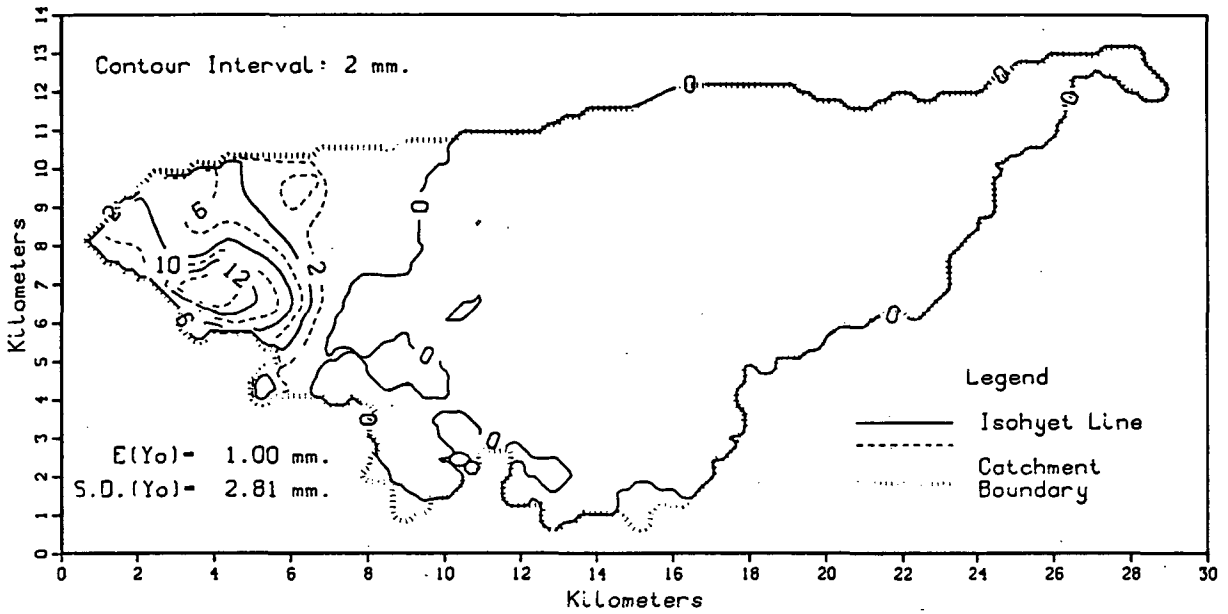 14
13
12
11
10
9
8
7
6
5
4
3
2
1
0
Kilometers
Contour Interval: 2 mm.
0
0
0
0
2
6
2
10
12
6
0
0
0
0
E(Yo)= 1.00 mm.
S.D.(Yo)= 2.81 mm.
Legend
Isohyet Line
Catchment
Boundary
0 2 4 6 8 10 12 14 16 18 20 22 24 26 28 30
Kilometers